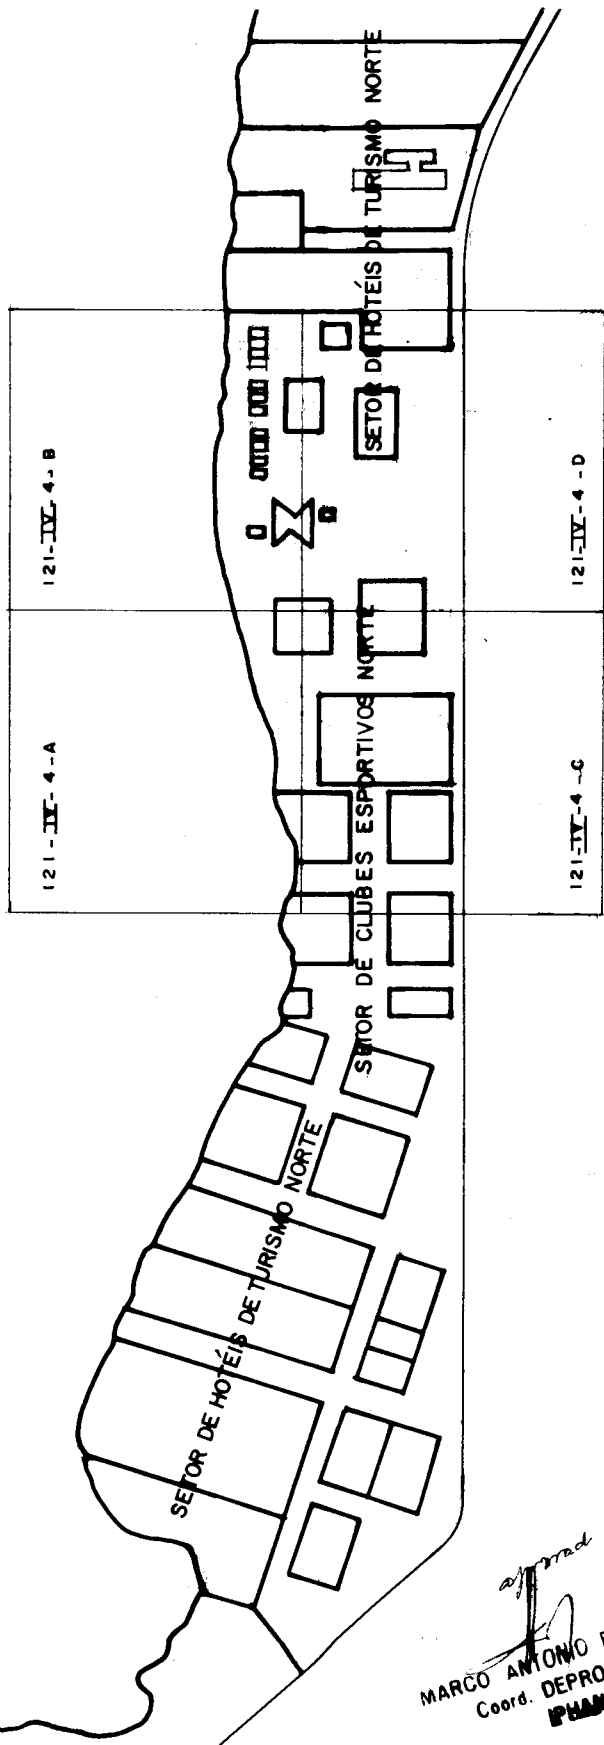 SETOR DE HOTÉIS DE TURISMO NORTE
121-IV-4-B
121-IV-4-D
121-IV-4-A
121-IV-4-C
SETOR DE CLUBES ESPORTIVOS NORTE
SETOR DE HOTÉIS DE TURISMO NORTE
MARCO ANTONIO
Coord. DEPRO
IPHAN